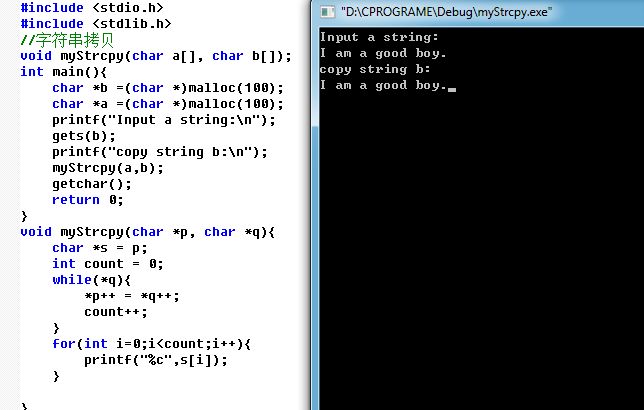 #include <stdio.h>
#include <stdlib.h>
//字符串拷贝
void myStrcpy(char a[], char b[]);
int main(){
    char *b =(char *)malloc(100);
    char *a =(char *)malloc(100);
    printf("Input a string:\n");
    gets(b);
    printf("copy string b:\n");
    myStrcpy(a,b);
    getchar();
    return 0;
}
void myStrcpy(char *p, char *q){
    char *s = p;
    int count = 0;
    while(*q){
        *p++ = *q++;
        count++;
    }
    for(int i=0;i<count;i++){
        printf("%c",s[i]);
    }
}
"D:\CPROGRAME\Debug\myStrcpy.exe"
Input a string:
I am a good boy.
copy string b:
I am a good boy.